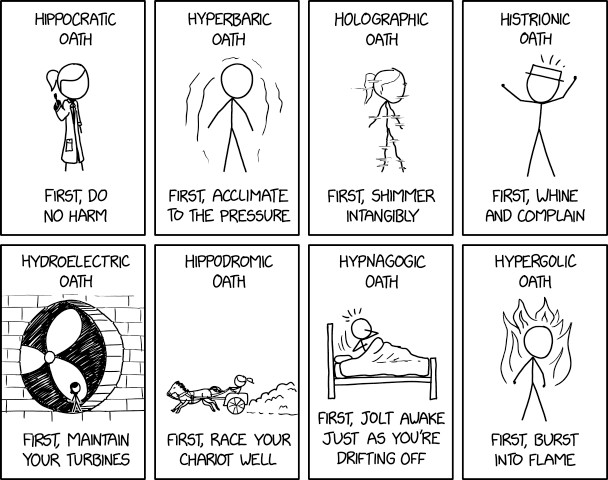 HIPPOCRATIC
OATH
FIRST, DO
NO HARM
HYPERBARIC
OATH
FIRST, ACCLIMATE
TO THE PRESSURE
HOLOGRAPHIC
OATH
FIRST, SHIMMER
INTANGIBLY
HISTRIONIC
OATH
FIRST, WHINE
AND COMPLAIN
HYDROELECTRIC
OATH
FIRST, MAINTAIN
YOUR TURBINES
HIPPODROMIC
OATH
FIRST, RACE YOUR
CHARIOT WELL
HYPNAGOGIC
OATH
FIRST, JOLT AWAKE
JUST AS YOU'RE
DRIFTING OFF
HYPERGOLIC
OATH
FIRST, BURST
INTO FLAME